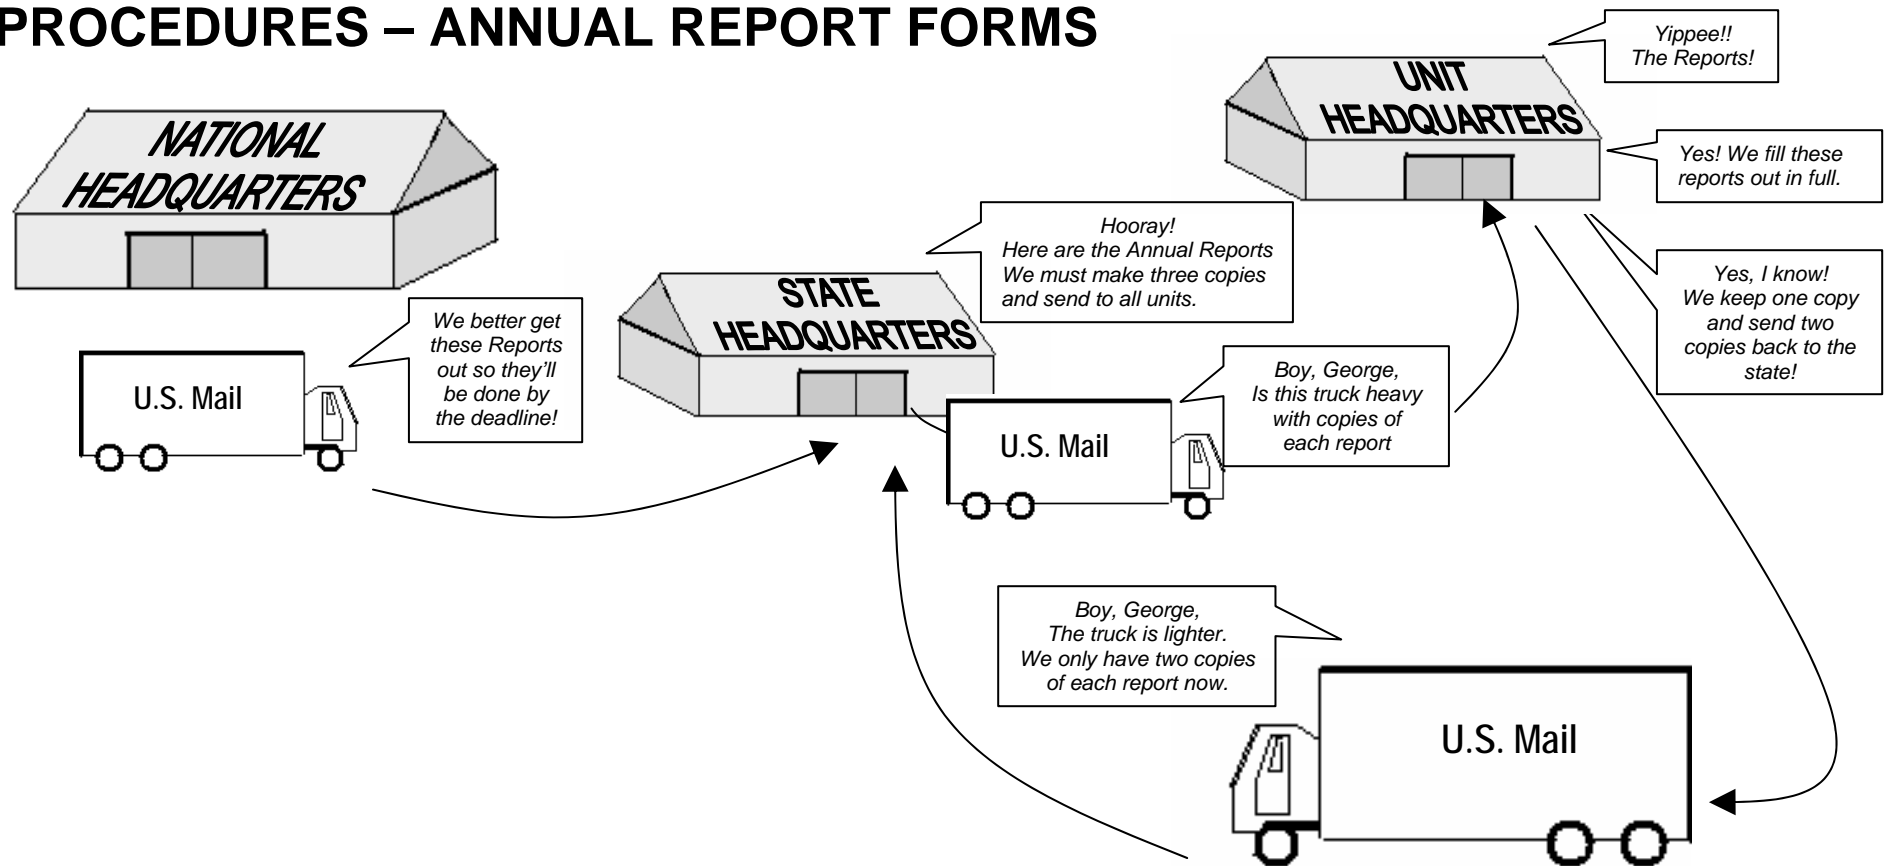 PROCEDURES – ANNUAL REPORT FORMS
NATIONAL
HEADQUARTERS
We better get
these Reports
out so they’ll
be done by
the deadline!
U.S. Mail
STATE
HEADQUARTERS
Hooray!
Here are the Annual Reports
We must make three copies
and send to all units.
U.S. Mail
Boy, George,
Is this truck heavy
with copies of
each report
UNIT
HEADQUARTERS
Yippee!!
The Reports!
Yes! We fill these
reports out in full.
Yes, I know!
We keep one copy
and send two
copies back to the
state!
Boy, George,
The truck is lighter.
We only have two copies
of each report now.
U.S. Mail